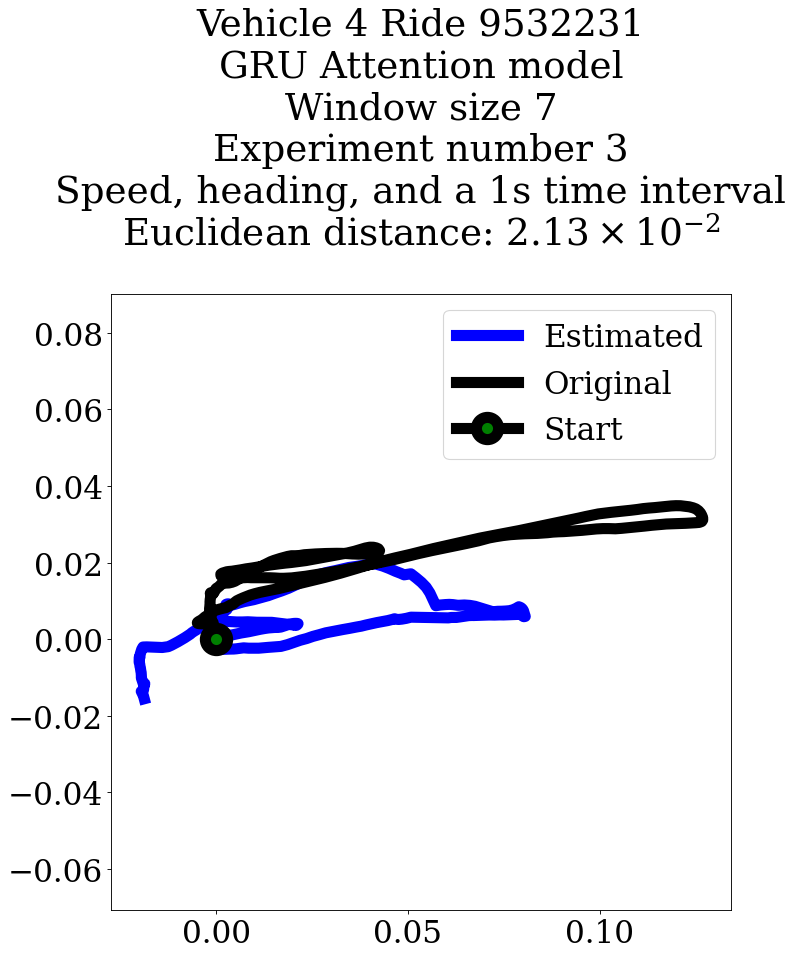 Vehicle 4 Ride 9532231
GRU Attention model
Window size 7
Experiment number 3
Speed, heading, and a 1s time interval
Euclidean distance: 2.13 × 10⁻²
Estimated
Original
Start
0.08
0.06
0.04
0.02
0.00
−0.02
−0.04
−0.06
0.00 0.05 0.10